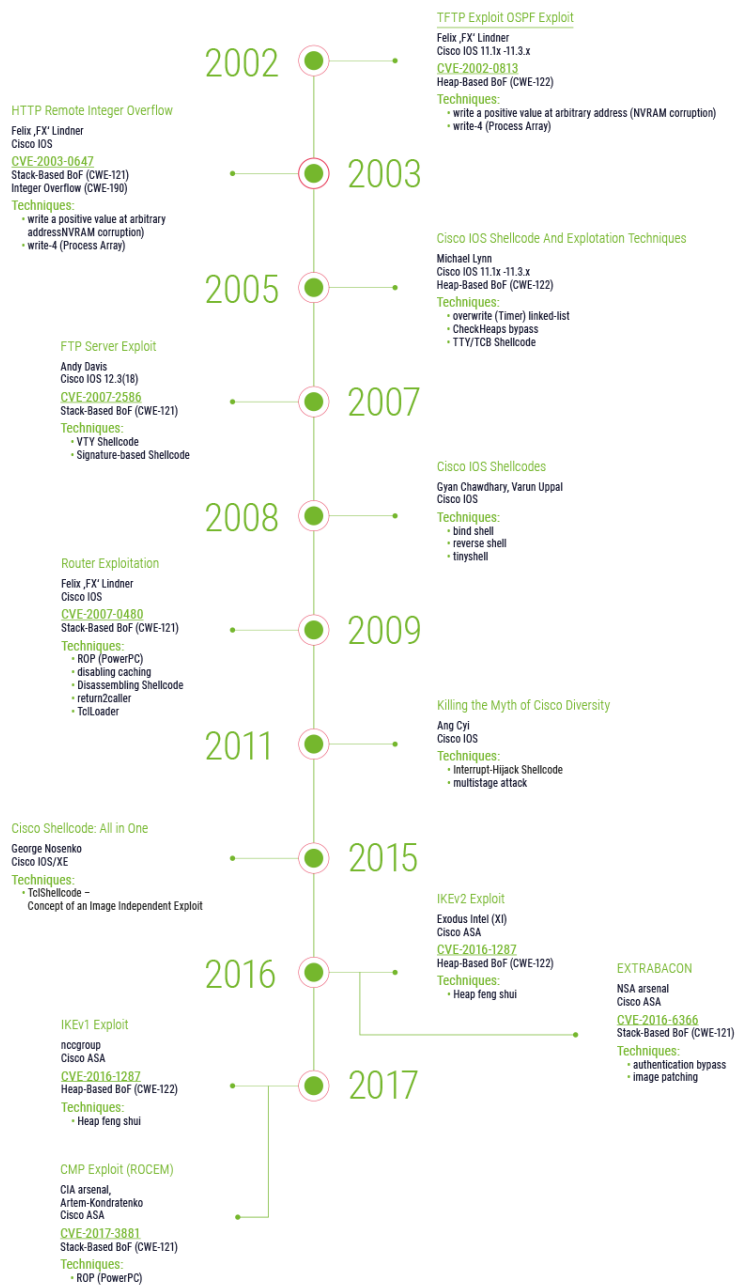 2002
TFTP Exploit OSPF Exploit
Felix ‚FX‘ Lindner
Cisco IOS 11.1x -11.3.x
CVE-2002-0813
Heap-Based BoF (CWE-122)
Techniques:
• write a positive value at arbitrary address (NVRAM corruption)
• write-4 (Process Array)
HTTP Remote Integer Overflow
Felix ‚FX‘ Lindner
Cisco IOS
CVE-2003-0647
Stack-Based BoF (CWE-121)
Integer Overflow (CWE-190)
Techniques:
• write a positive value at arbitrary
addressNVRAM corruption)
• write-4 (Process Array)
2003
2005
Cisco IOS Shellcode And Explotation Techniques
Michael Lynn
Cisco IOS 11.1x -11.3.x
Heap-Based BoF (CWE-122)
Techniques:
• overwrite (Timer) linked-list
• CheckHeaps bypass
• TTY/TCB Shellcode
FTP Server Exploit
Andy Davis
Cisco IOS 12.3(18)
CVE-2007-2586
Stack-Based BoF (CWE-121)
Techniques:
• VTY Shellcode
• Signature-based Shellcode
2007
2008
Cisco IOS Shellcodes
Gyan Chawdhary, Varun Uppal
Cisco IOS
Techniques:
• bind shell
• reverse shell
• tinyshell
Router Exploitation
Felix ‚FX‘ Lindner
Cisco IOS
CVE-2007-0480
Stack-Based BoF (CWE-121)
Techniques:
• ROP (PowerPC)
• disabling caching
• Disassembling Shellcode
• return2caller
• TclLoader
2009
2011
Killing the Myth of Cisco Diversity
Ang Cyi
Cisco IOS
Techniques:
• Interrupt-Hijack Shellcode
• multistage attack
Cisco Shellcode: All in One
George Nosenko
Cisco IOS/XE
Techniques:
• TclShellcode –
Concept of an Image Independent Exploit
2015
2016
IKEv2 Exploit
Exodus Intel (XI)
Cisco ASA
CVE-2016-1287
Heap-Based BoF (CWE-122)
Techniques:
• Heap feng shui
EXTRABACON
NSA arsenal
Cisco ASA
CVE-2016-6366
Stack-Based BoF (CWE-121)
Techniques:
• authentication bypass
• image patching
IKEv1 Exploit
nccgroup
Cisco ASA
CVE-2016-1287
Heap-Based BoF (CWE-122)
Techniques:
• Heap feng shui
2017
CMP Exploit (ROCEM)
CIA arsenal,
Artem-Kondratenko
Cisco ASA
CVE-2017-3881
Stack-Based BoF (CWE-121)
Techniques:
• ROP (PowerPC)